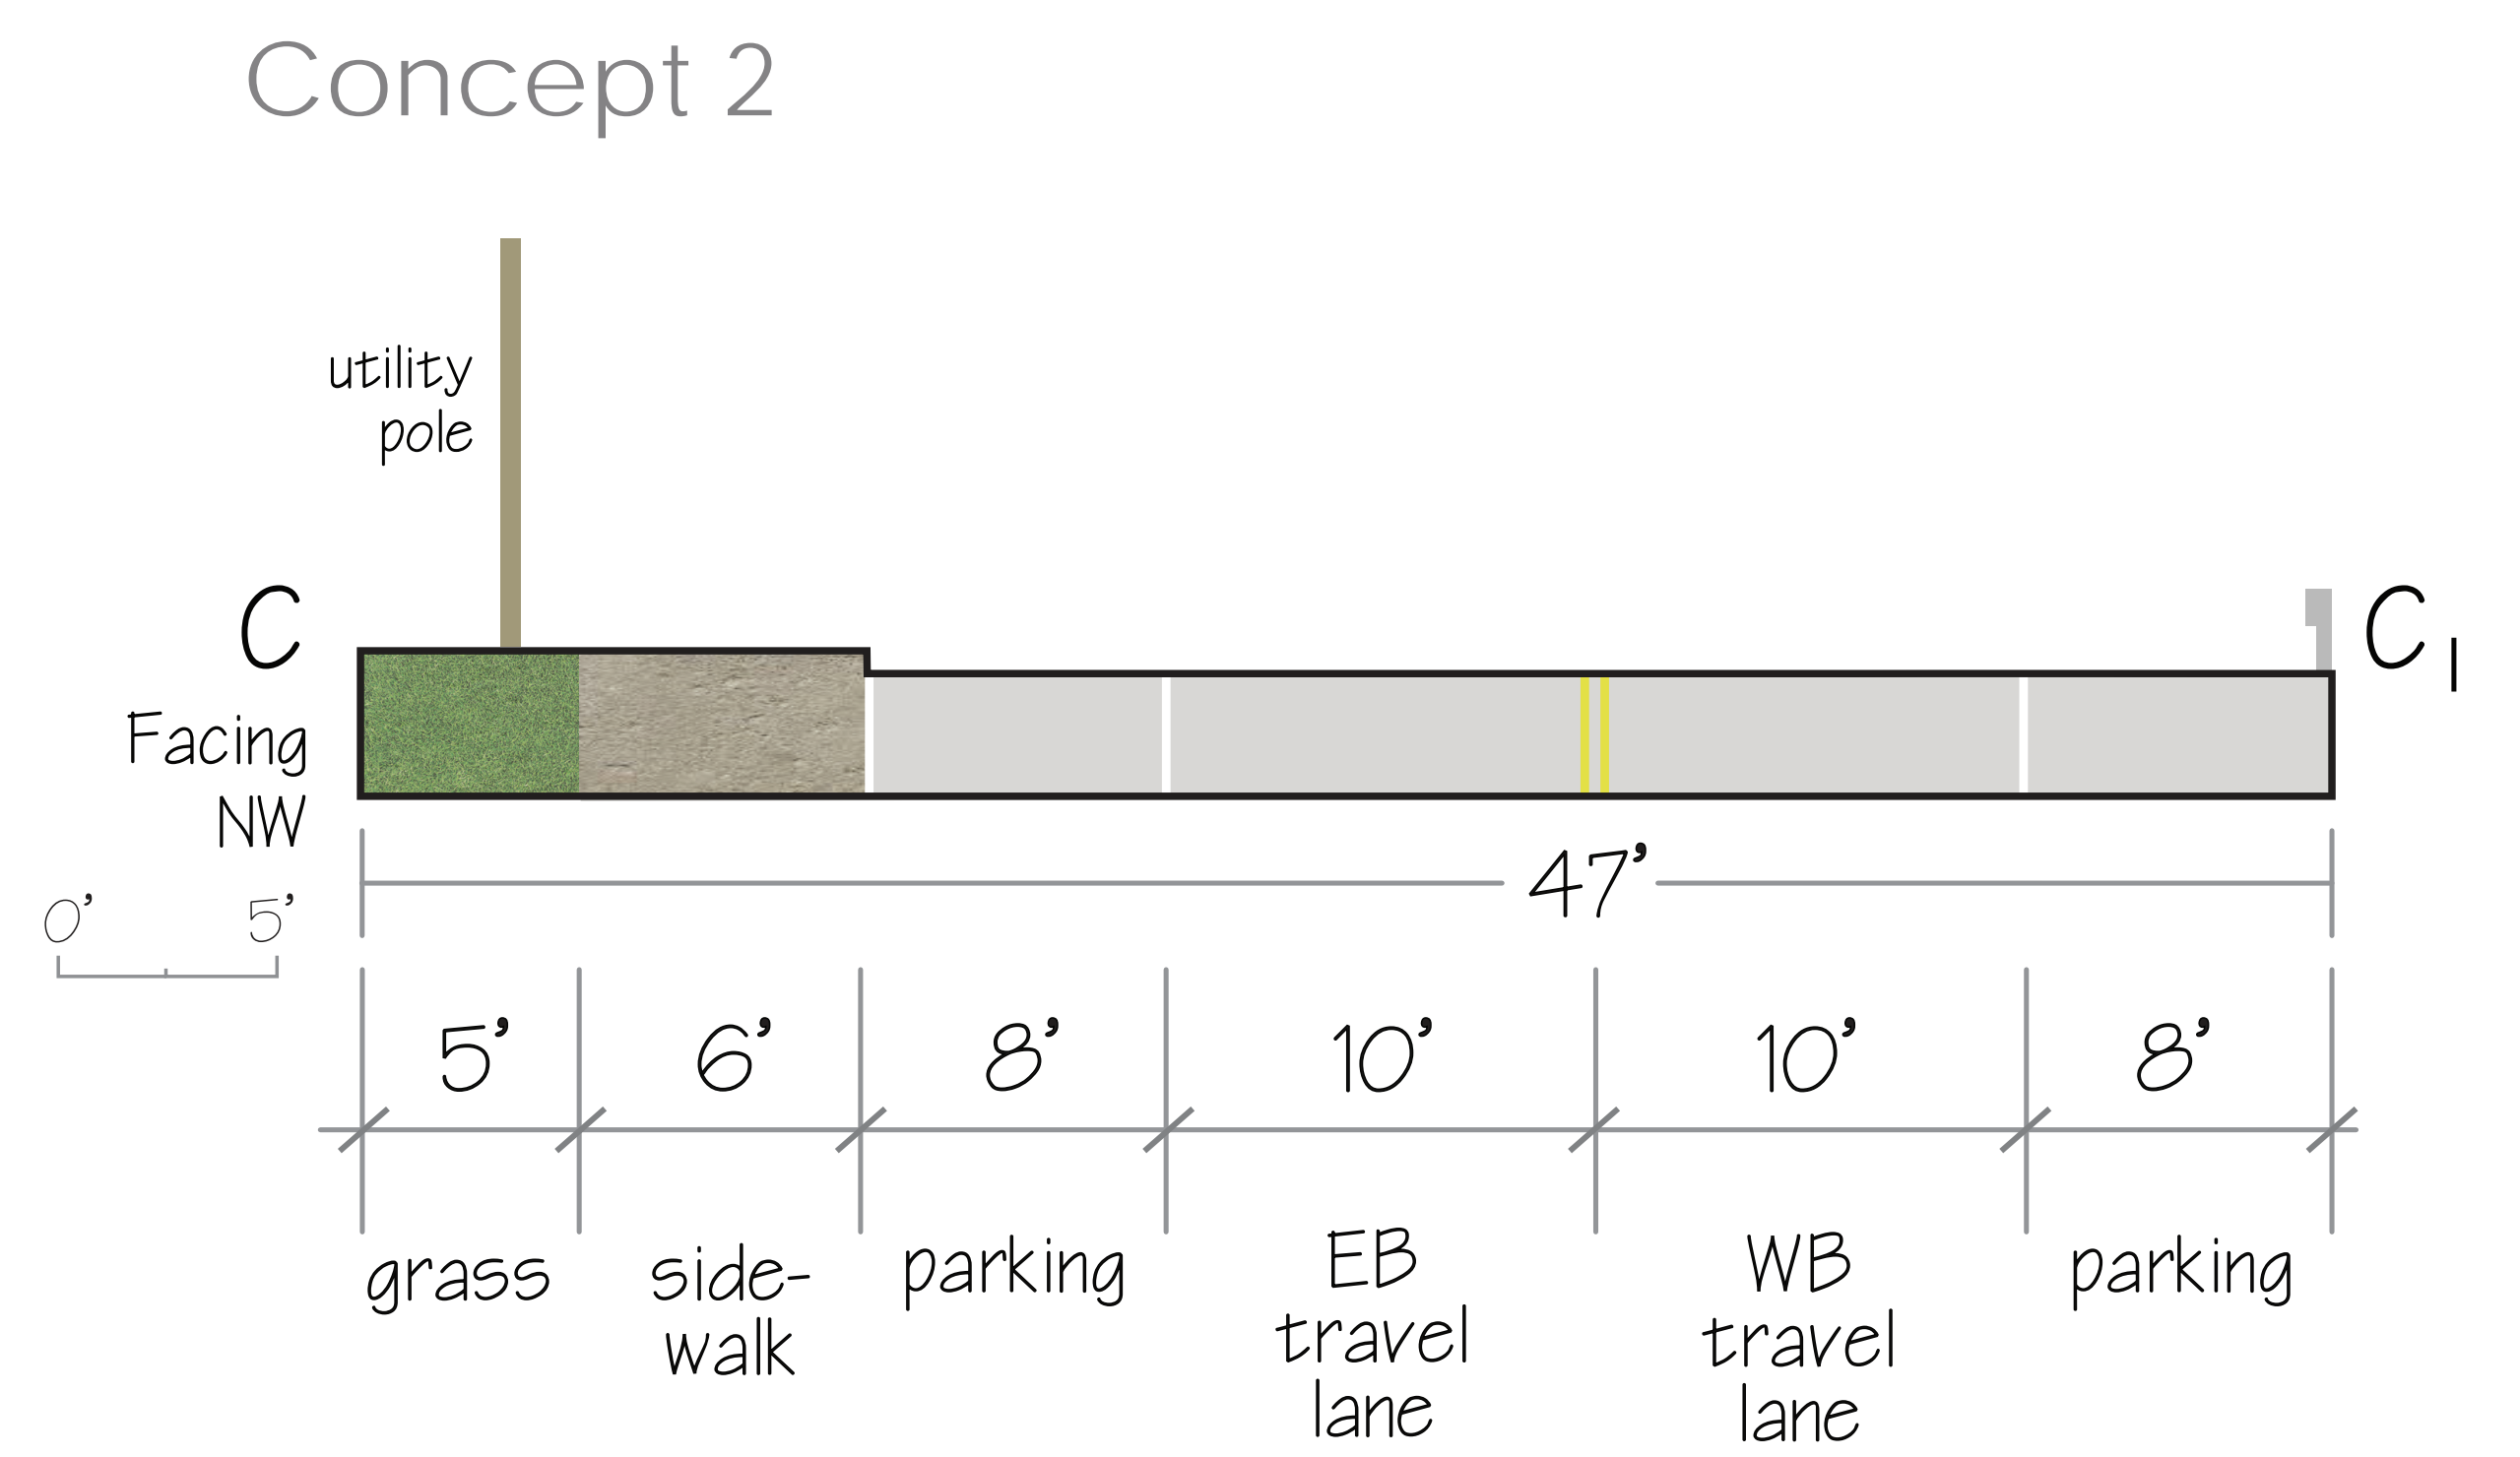 Concept 2
utility
pole
C
C1
Facing
NW
0' 5'
47'
5' 6' 8' 10' 10' 8'
grass
side-
walk
parking
EB
travel
lane
WB
travel
lane
parking